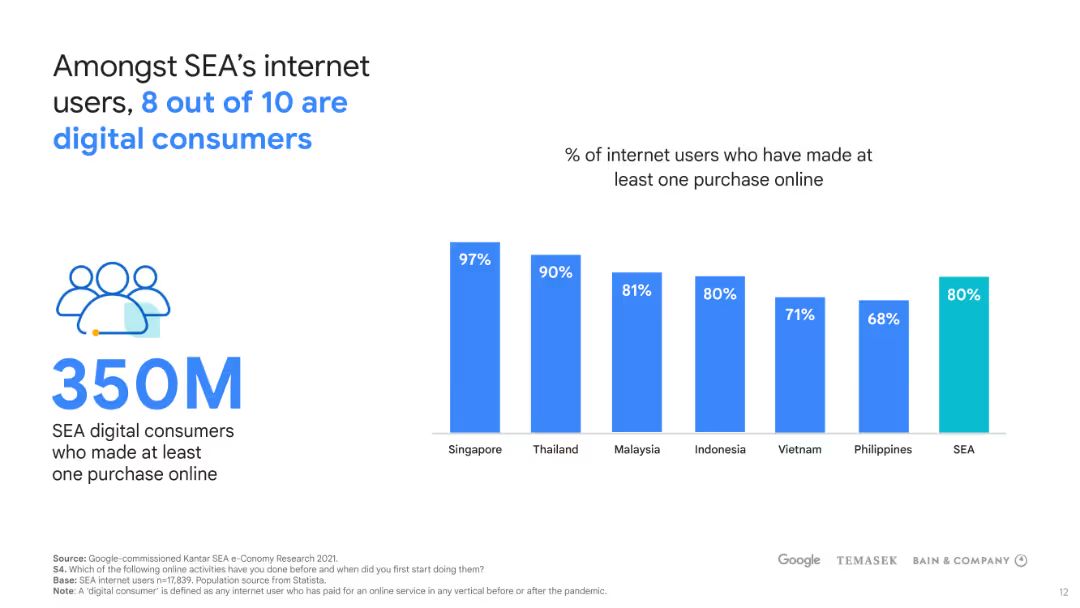 Amongst SEA's internet
users, 8 out of 10 are
digital consumers
350M
SEA digital consumers
who made at least
one purchase online
% of internet users who have made at
least one purchase online
97%
90%
81%
80%
71%
68%
80%
Singapore
Thailand
Malaysia
Indonesia
Vietnam
Philippines
SEA
Source: Google-commissioned Kantar SEA e-Conomy Research 2021.
S4. Which of the following online activities have you done before and when did you first start doing them?
Base: SEA internet users n=17,839. Population source from Statista.
Note: A 'digital consumer' is defined as any internet user who has paid for an online service in any vertical before or after the pandemic.
Google TEMASEK BAIN & COMPANY
12